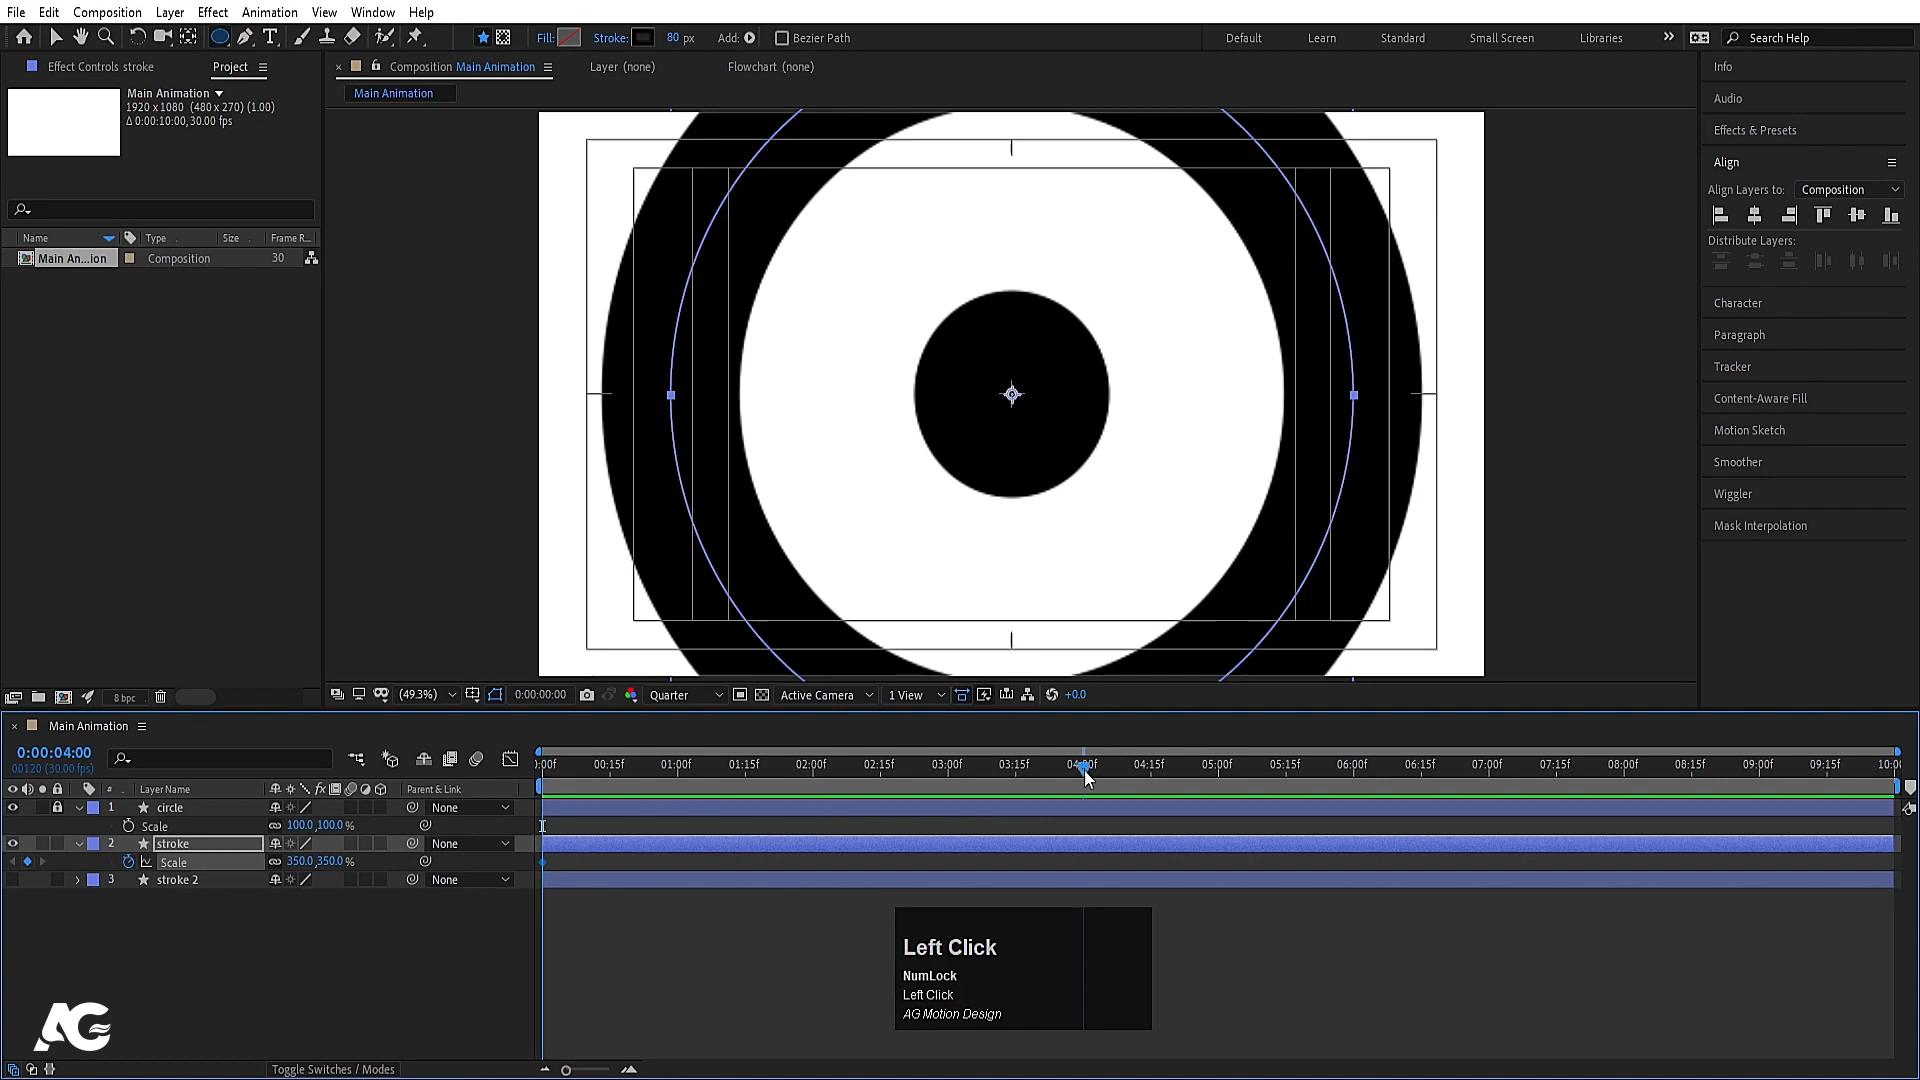 File Edit Composition Layer Effect Animation View Window Help
Fill: Stroke: 80 px Add: Bezier Path Default Learn Standard Small Screen Libraries Search Help
Effect Controls stroke Project
Composition Main Animation Layer (none) Flowchart (none)
Main Animation
Main Animation
1920 x 1080 (480 x 270) (1.00)
Δ 0:00:10:00, 30.00 fps
Name Type Size Frame R...
Main An...ion Composition 30
8 bpc
(49.3%) 0:00:00:00 Quarter Active Camera 1 View +0.0
Info
Audio
Effects & Presets
Align
Align Layers to: Composition
Distribute Layers:
Character
Paragraph
Tracker
Content-Aware Fill
Motion Sketch
Smoother
Wiggler
Mask Interpolation
Main Animation
0:00:04:00
00120 (30.00 fps)
):00f 00:15f 01:00f 01:15f 02:00f 02:15f 03:00f 03:15f 04:00f 04:15f 05:00f 05:15f 06:00f 06:15f 07:00f 07:15f 08:00f 08:15f 09:00f 09:15f 10:00
# Layer Name fx Parent & Link
1 circle None
Scale 100.0,100.0 %
2 stroke None
Scale 350.0,350.0 %
3 stroke 2 None
Left Click
NumLock
Left Click
AG Motion Design
AG
Toggle Switches / Modes